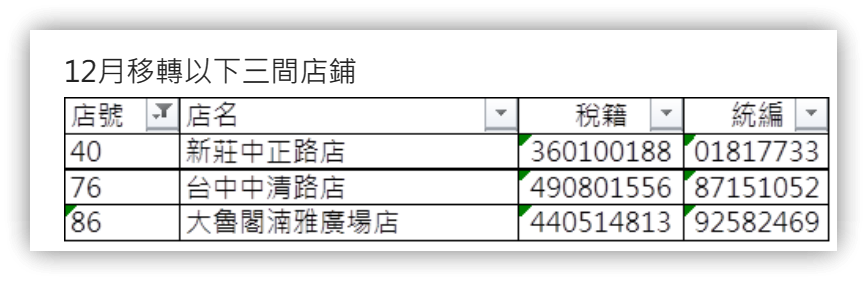 12月移轉以下三間店鋪
店號 店名 稅籍 統編
40 新莊中正路店 360100188 01817733
76 台中中清路店 490801556 87151052
86 大魯閣湳雅廣場店 440514813 92582469